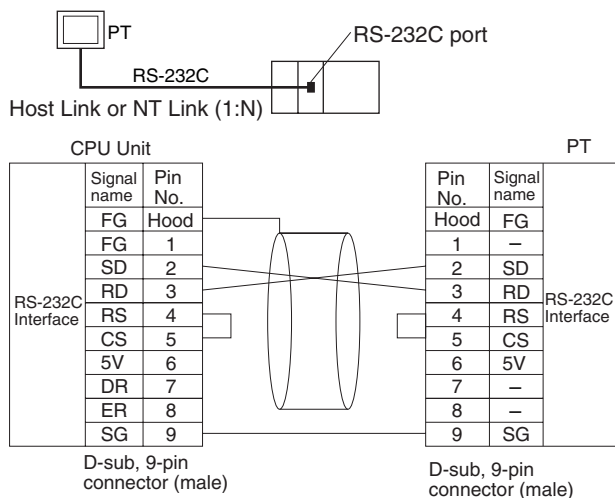 PT
RS-232C port
RS-232C
Host Link or NT Link (1:N)
CPU Unit
PT
RS-232C Interface
Signal name Pin No.
FG Hood
FG 1
SD 2
RD 3
RS 4
CS 5
5V 6
DR 7
ER 8
SG 9
D-sub, 9-pin
connector (male)
Pin No. Signal name
Hood FG
1 –
2 SD
3 RD
4 RS
5 CS
6 5V
7 –
8 –
9 SG
RS-232C Interface
D-sub, 9-pin
connector (male)